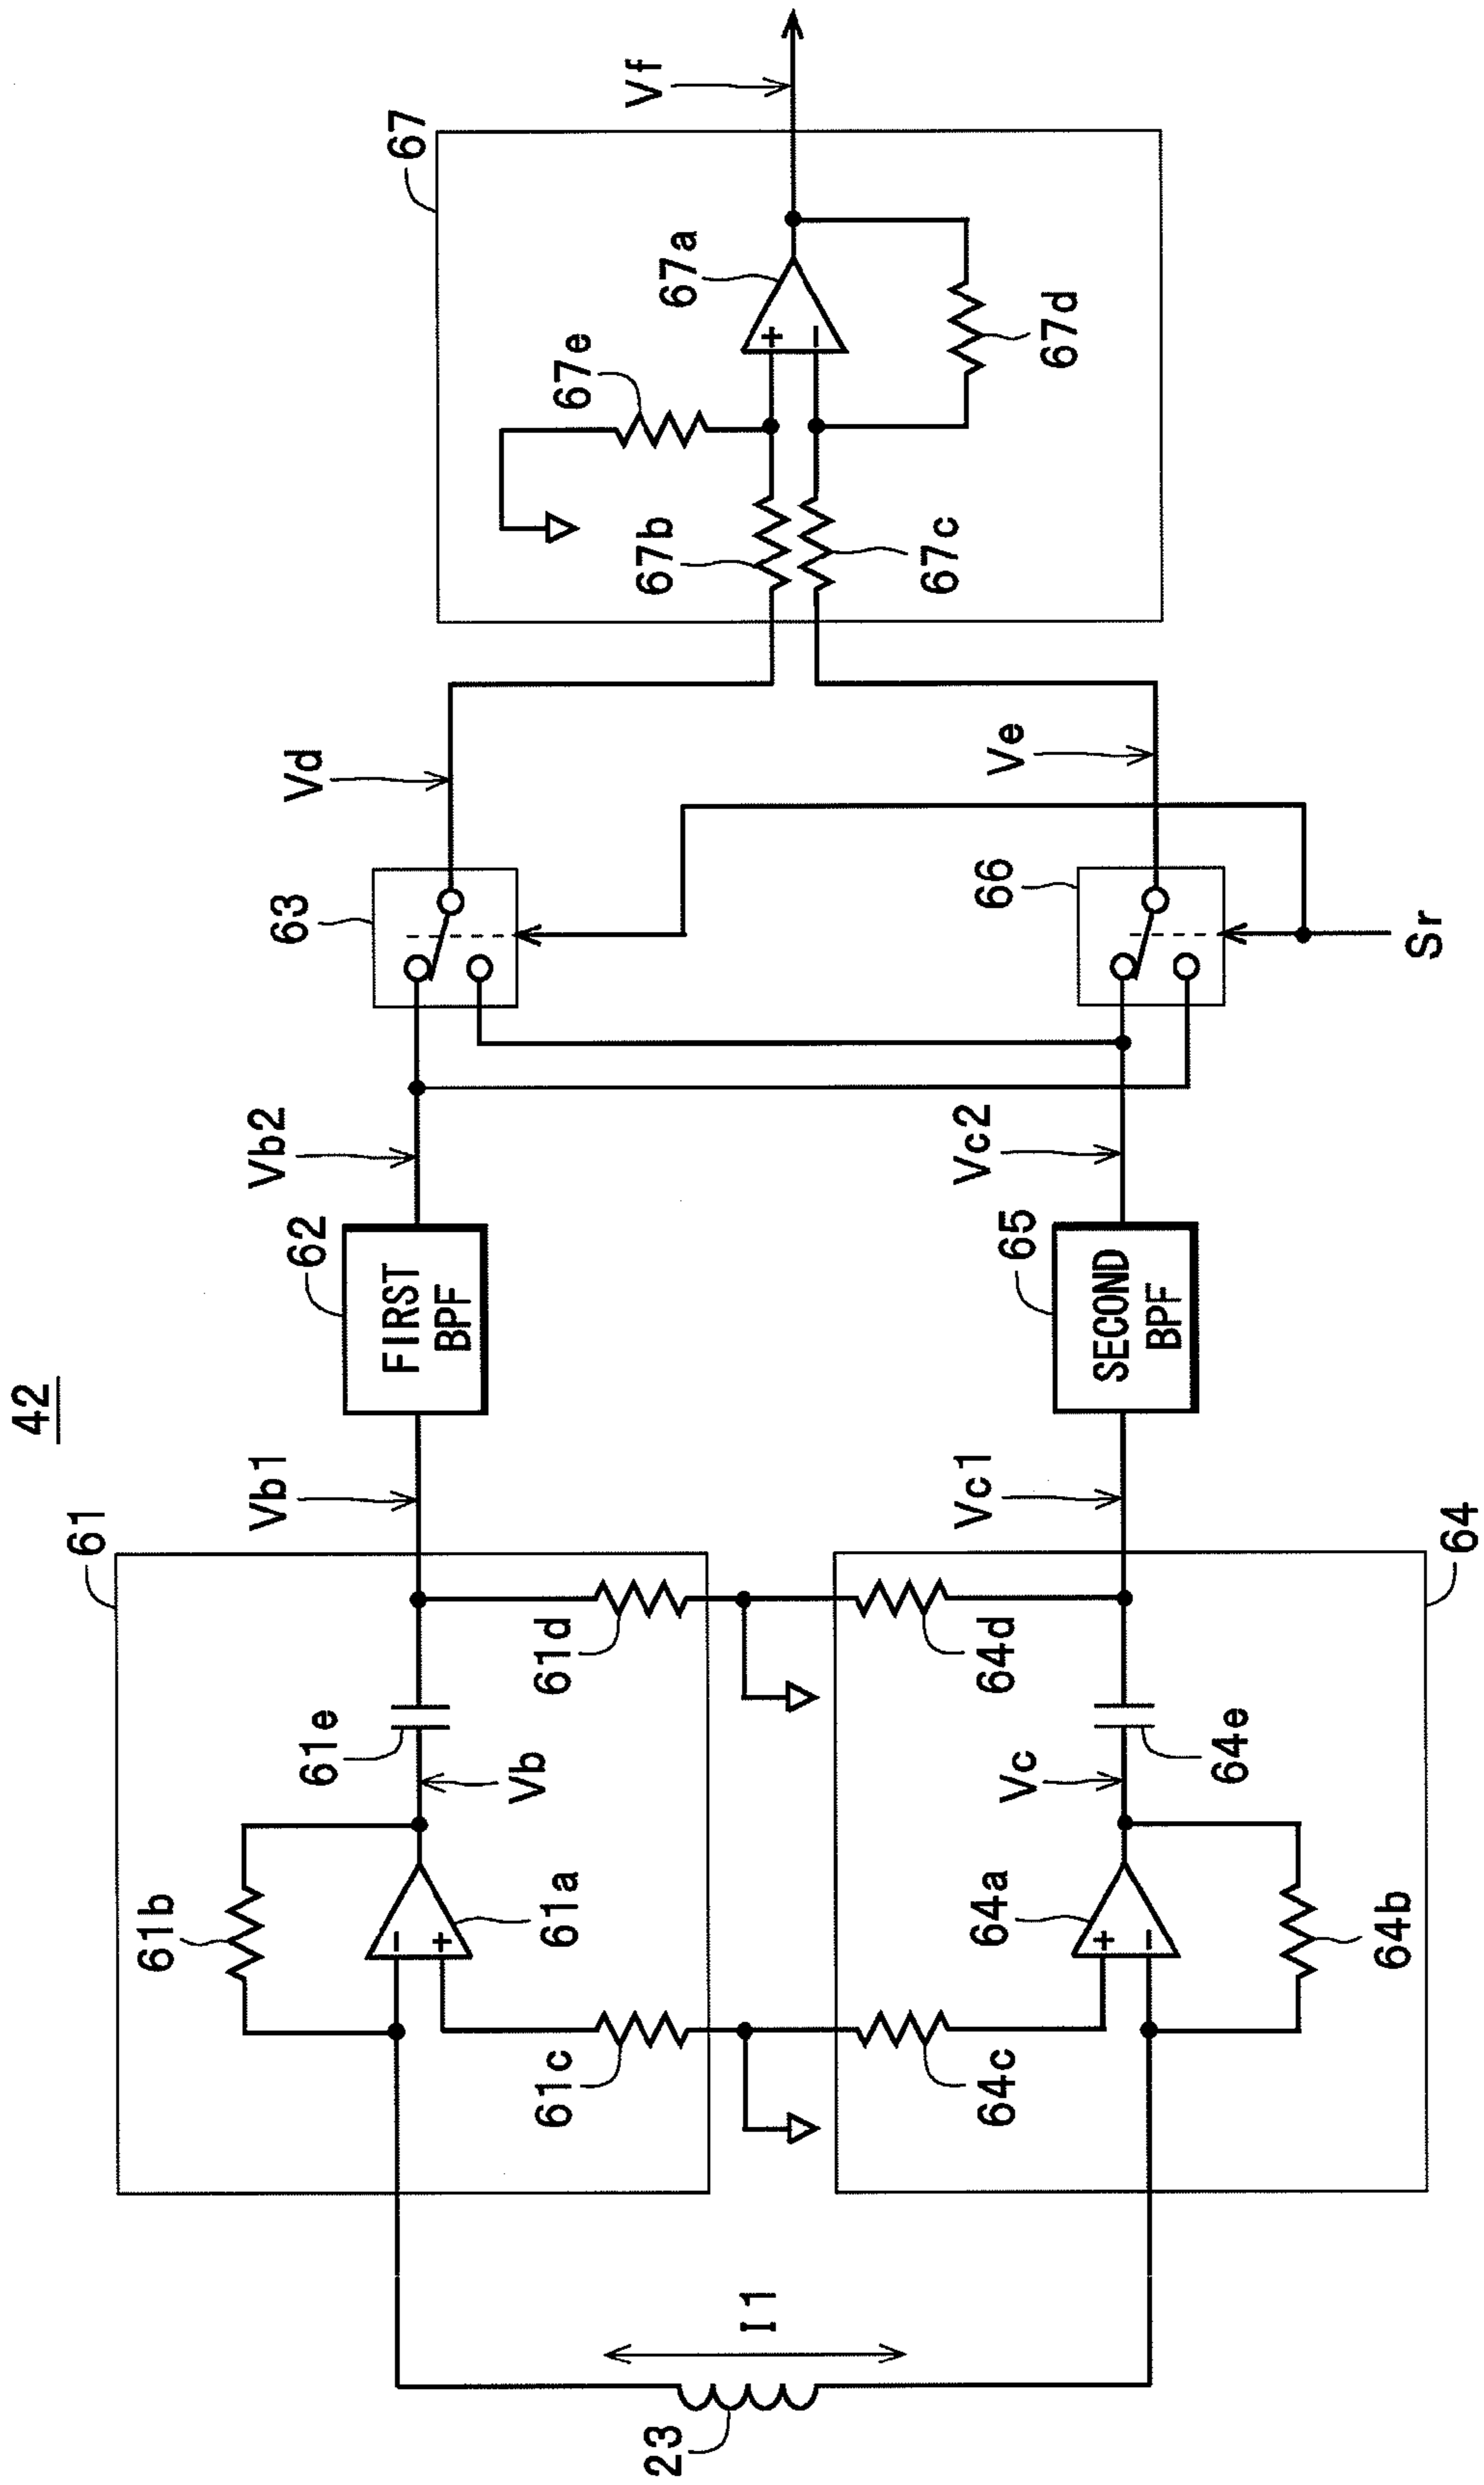 42
61
61b
61a
61c
61d
61e
Vb
Vb1
62
FIRST
BPF
Vb2
63
Vd
67
67e
67b
67c
67a
67d
Vf
23
I1
64
64c
64d
64a
64b
64e
Vc
Vc1
65
SECOND
BPF
Vc2
66
Ve
Sr
+
−
−
+
+
−